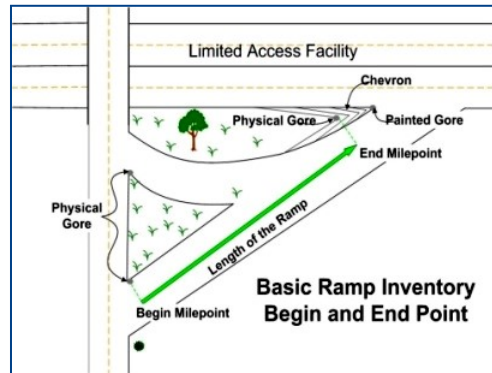 Limited Access Facility
Chevron
Physical Gore
Painted Gore
End Milepoint
Physical
Gore
Length of the Ramp
Begin Milepoint
Basic Ramp Inventory
Begin and End Point